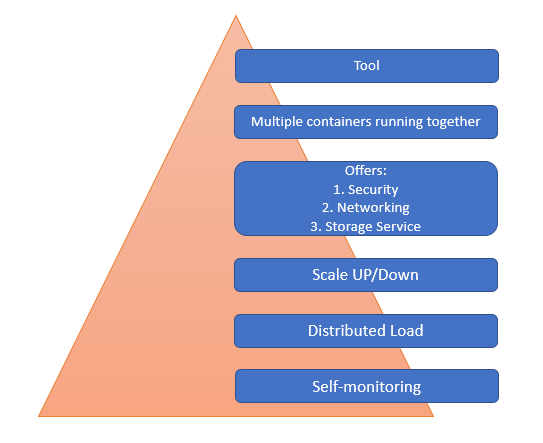 Tool
Multiple containers running together
Offers:
1. Security
2. Networking
3. Storage Service
Scale UP/Down
Distributed Load
Self-monitoring